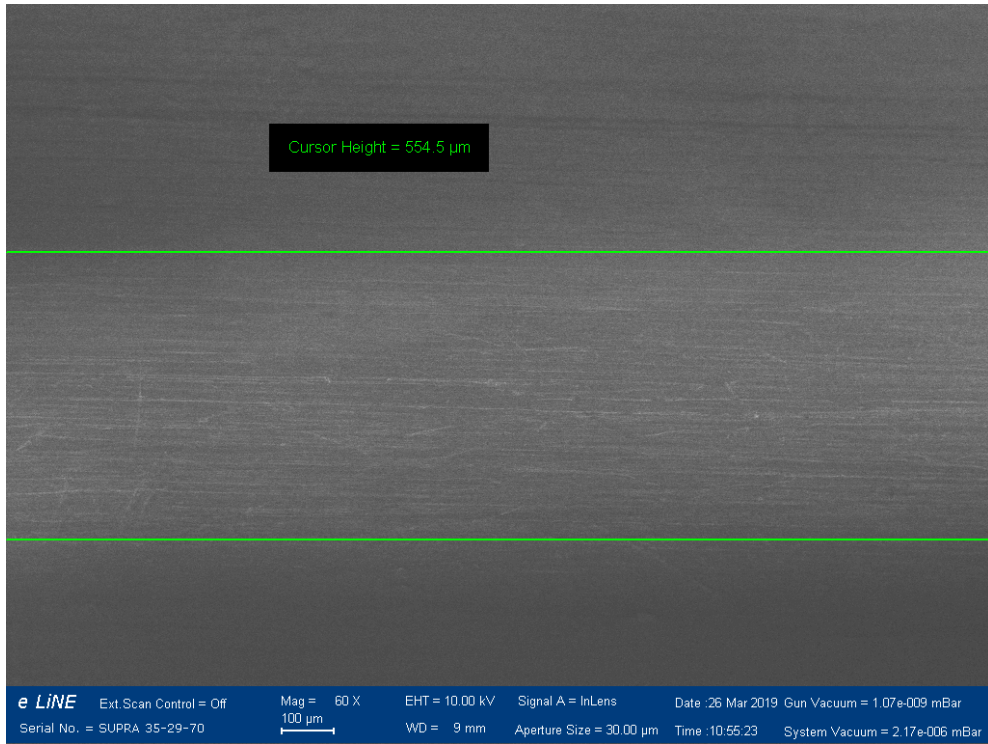 Cursor Height = 554.5 µm
e LiNE Ext.Scan Control = Off Mag = 60 X EHT = 10.00 kV Signal A = InLens Date :26 Mar 2019 Gun Vacuum = 1.07e-009 mBar
100 µm
Serial No. = SUPRA 35-29-70 WD = 9 mm Aperture Size = 30.00 µm Time :10:55:23 System Vacuum = 2.17e-006 mBar